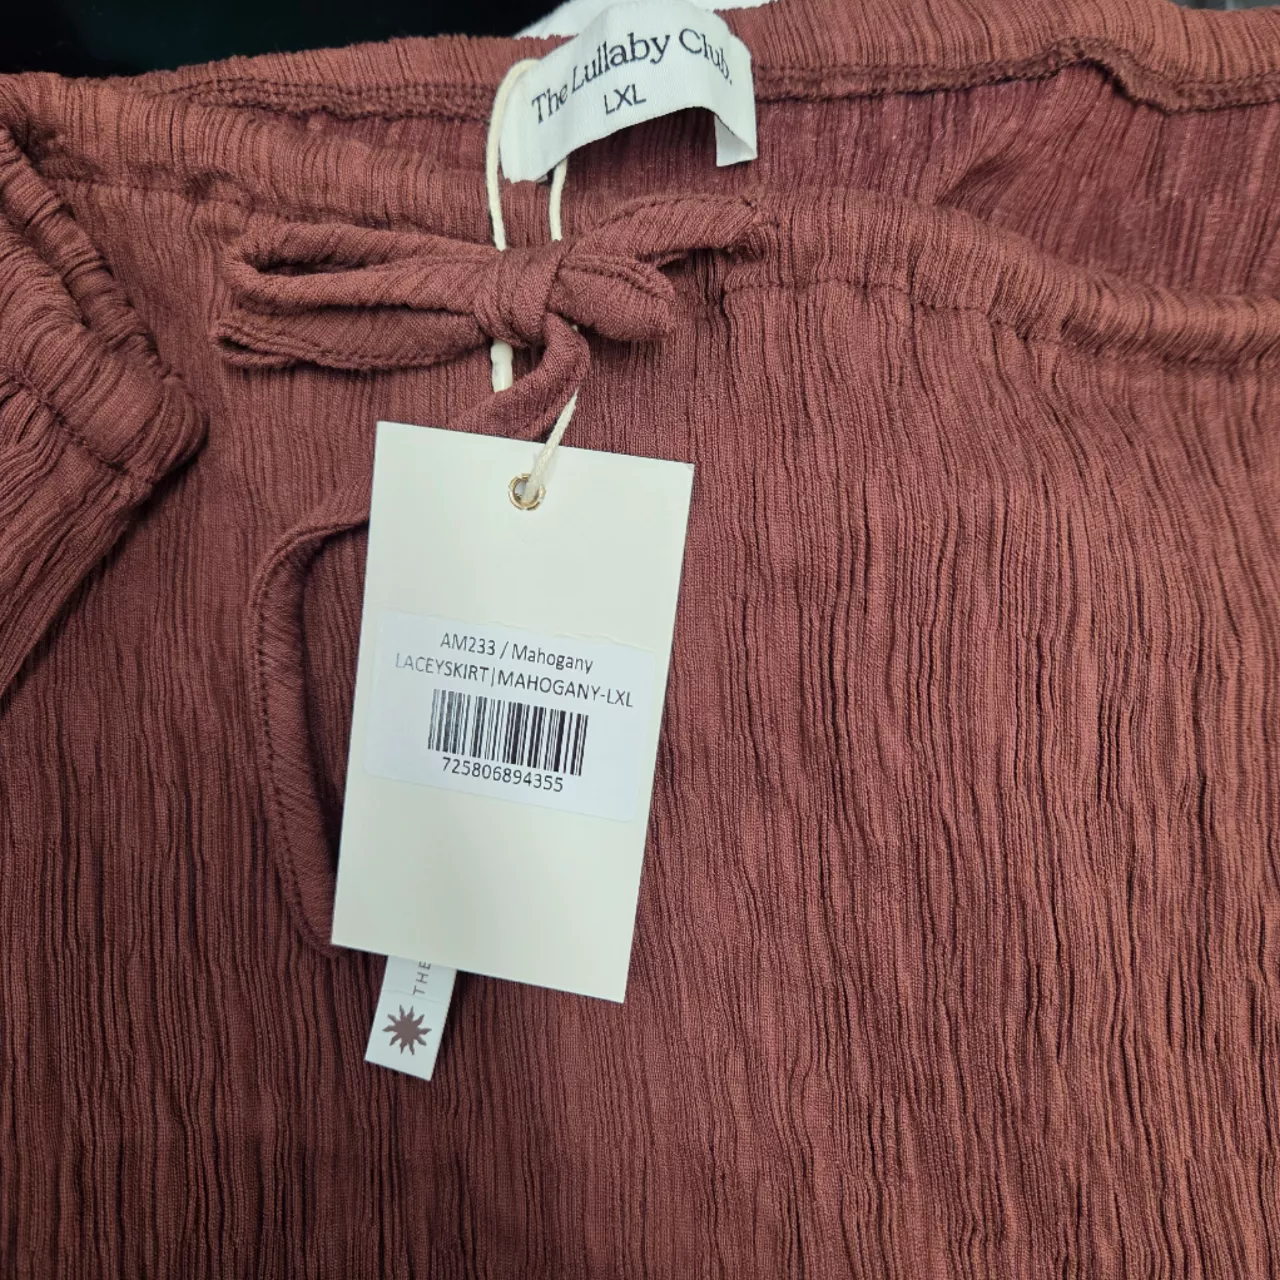 The Lullaby Club.
LXL
AM233 / Mahogany
LACEYSKIRT|MAHOGANY-LXL
725806894355
THE